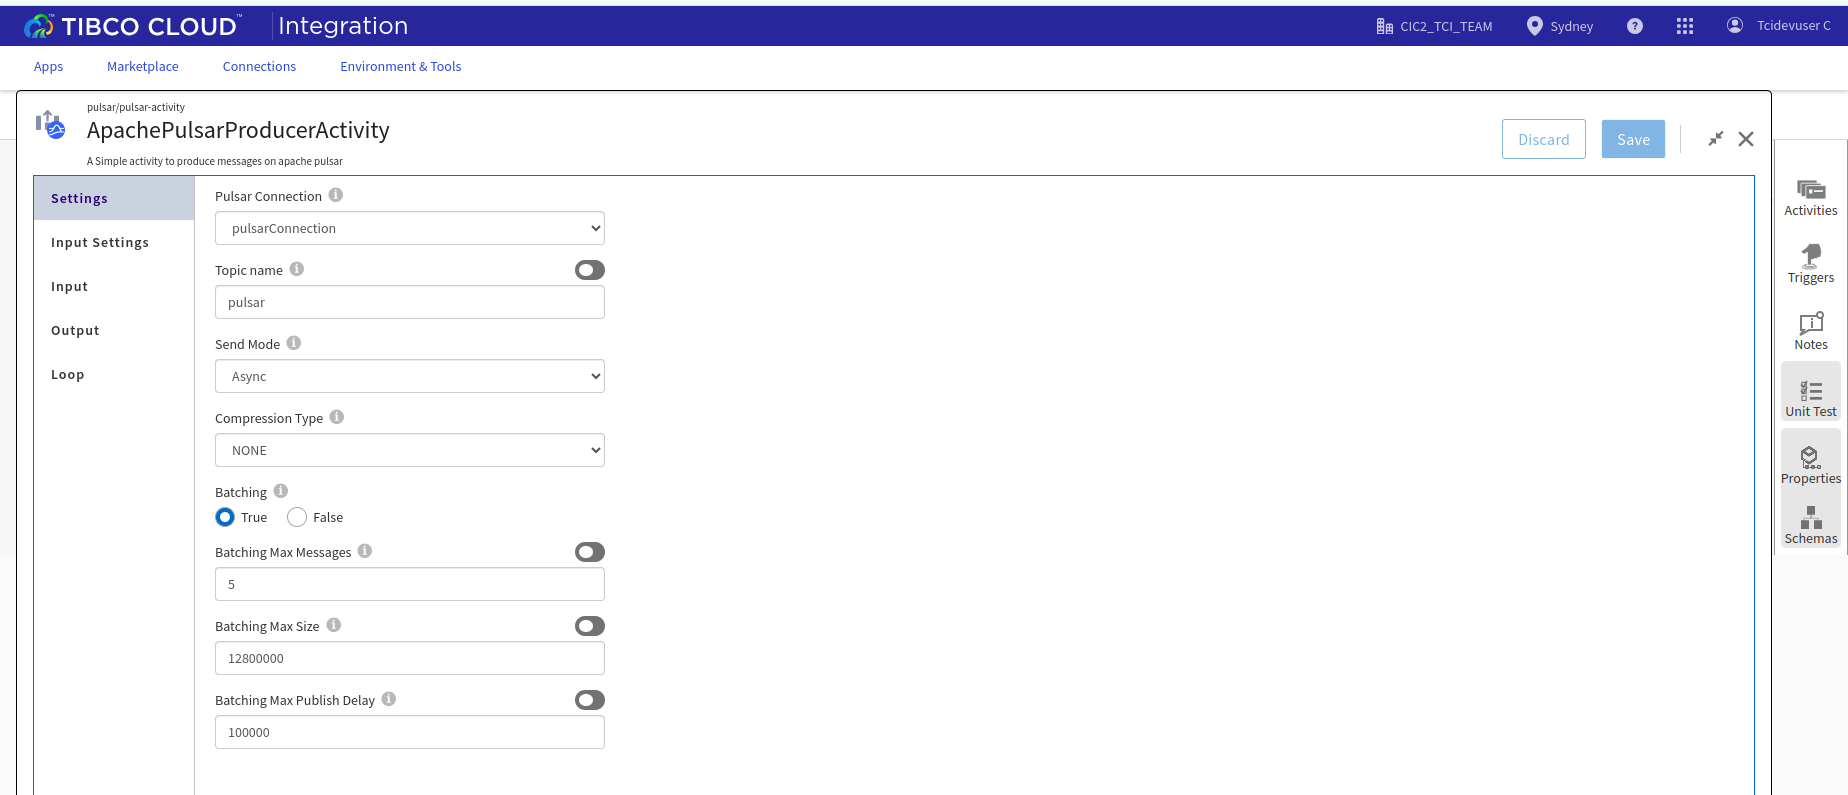 TIBCO CLOUD™ Integration
CIC2_TCI_TEAM
Sydney
?
Tcidevuser C
Apps
Marketplace
Connections
Environment & Tools
pulsar/pulsar-activity
ApachePulsarProducerActivity
A Simple activity to produce messages on apache pulsar
Discard
Save
Settings
Input Settings
Input
Output
Loop
Pulsar Connection
pulsarConnection
Topic name
pulsar
Send Mode
Async
Compression Type
NONE
Batching
True
False
Batching Max Messages
5
Batching Max Size
12800000
Batching Max Publish Delay
100000
Activities
Triggers
Notes
Unit Test
Properties
Schemas